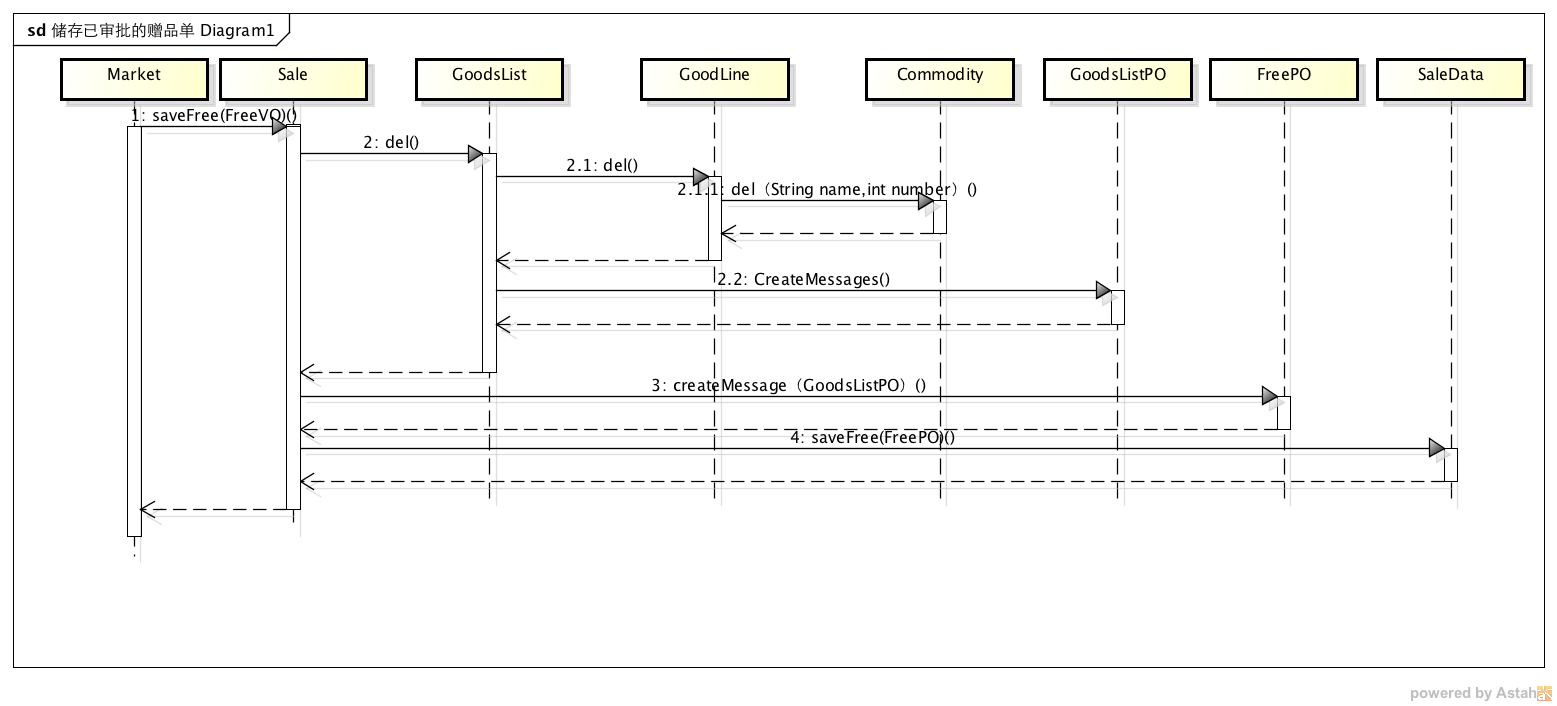 sd 储存已审批的赠品单 Diagram1
Market
Sale
GoodsList
GoodLine
Commodity
GoodsListPO
FreePO
SaleData
1: saveFree(FreeVO)()
2: del()
2.1: del()
2.1.1: del（String name,int number）()
2.2: CreateMessages()
3: createMessage（GoodsListPO）()
4: saveFree(FreePO)()
powered by Astah